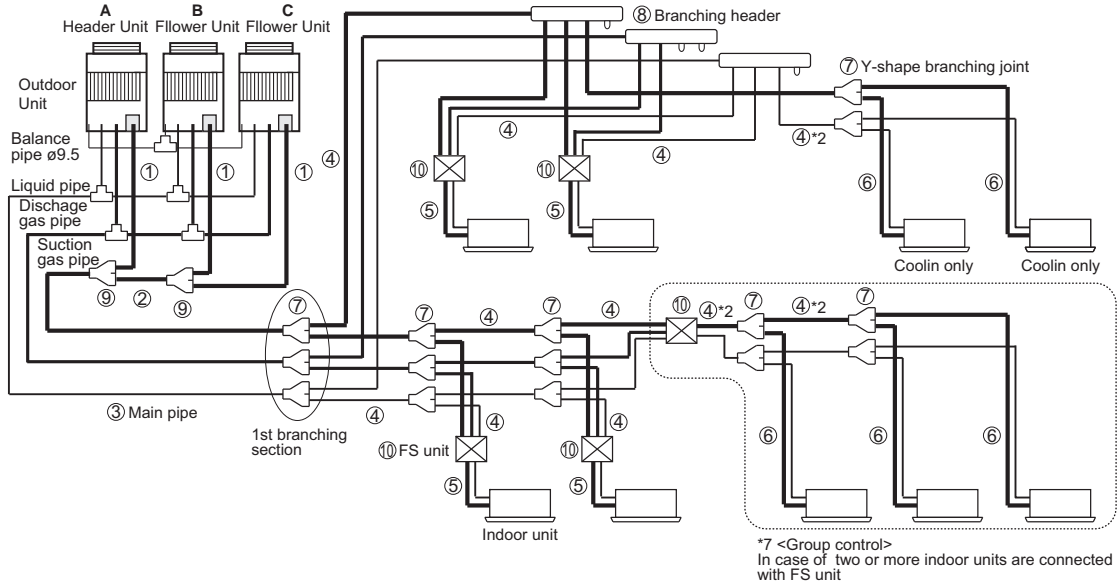 A
B
C
Header Unit
Fllower Unit
Fllower Unit
⑧ Branching header
⑦ Y-shape branching joint
Outdoor
Unit
Balance
pipe ø9.5
①
①
①
④
④
④
④*2
⑩
⑩
⑥
⑥
Liquid pipe
Dischage
gas pipe
⑤
⑤
Suction
gas pipe
Coolin only
Coolin only
⑨
②
⑨
⑦
⑦
④
⑦
④
⑩
④*2
⑦
④*2
⑦
③ Main pipe
④
④
④
1st branching
section
⑩ FS unit
⑩
⑥
⑥
⑥
⑤
⑤
Indoor unit
*7 <Group control>
In case of two or more indoor units are connected
with FS unit